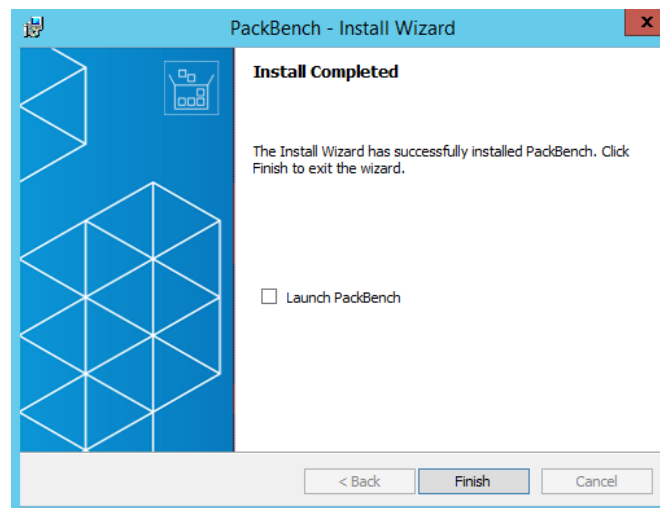 PackBench - Install Wizard
x
Install Completed
The Install Wizard has successfully installed PackBench. Click
Finish to exit the wizard.
Launch PackBench
< Back
Finish
Cancel